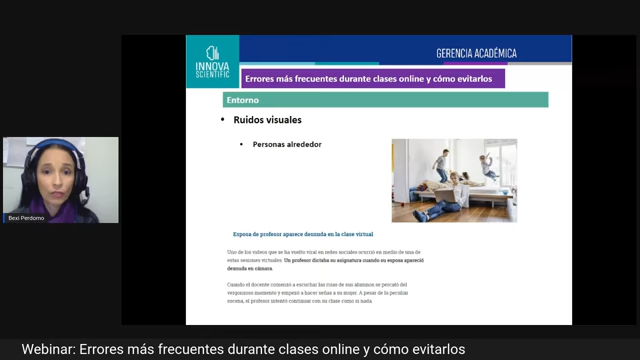 INNOVA
SCIENTIFIC
GERENCIA ACADÉMICA
Errores más frecuentes durante clases online y cómo evitarlos
Entorno
• Ruidos visuales
• Personas alrededor
Esposa de profesor aparece desnuda en la clase virtual
Uno de los videos que se ha vuelto viral en redes sociales ocurrió en medio de una de
estas sesiones virtuales. Un profesor dictaba su asignatura cuando su esposa apareció
desnuda en cámara.
Cuando el docente comenzó a escuchar las risas de sus alumnos se percató del
vergonzoso momento y empezó a hacer señas a su mujer. A pesar de la peculiar
escena, el profesor intentó continuar con su clase como si nada.
Bexi Perdomo
Webinar: Errores más frecuentes durante clases online y cómo evitarlos